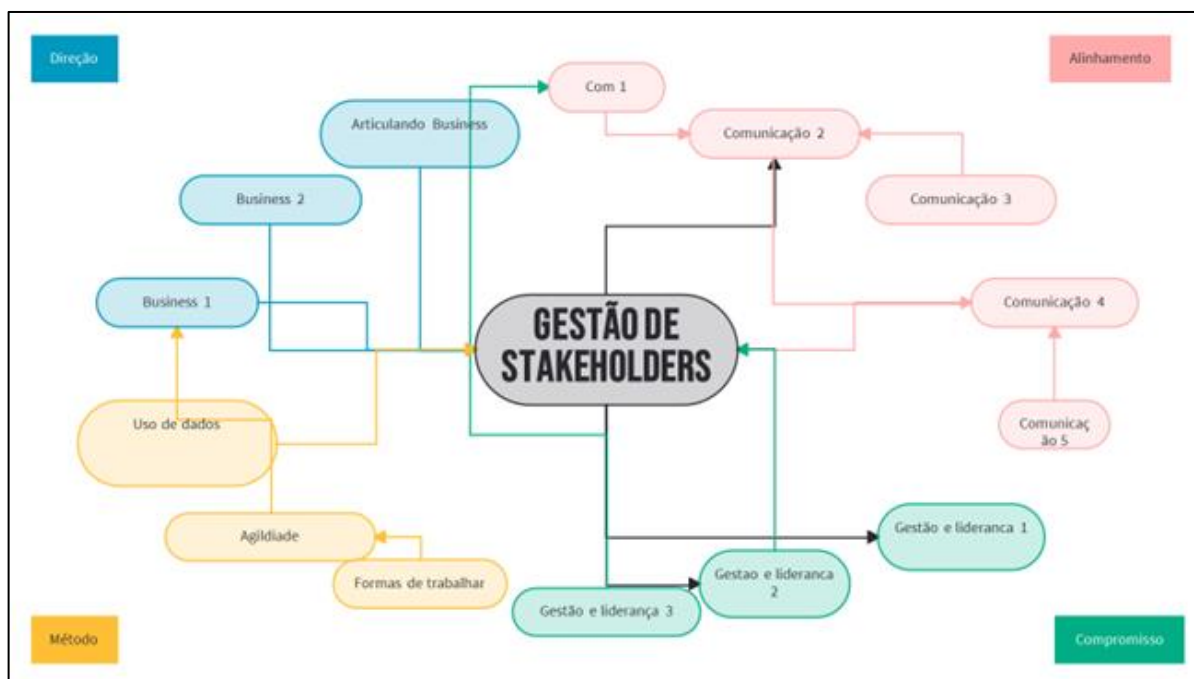 Direção
Alinhamento
Com 1
Articulando Business
Comunicação 2
Business 2
Comunicação 3
Business 1
Comunicação 4
GESTÃO DE
STAKEHOLDERS
Uso de dados
Comunicaç
ão 5
Agildiade
Gestão e lideranca 1
Formas de trabalhar
Gestao e lideranca
2
Gestão e liderança 3
Método
Compromisso